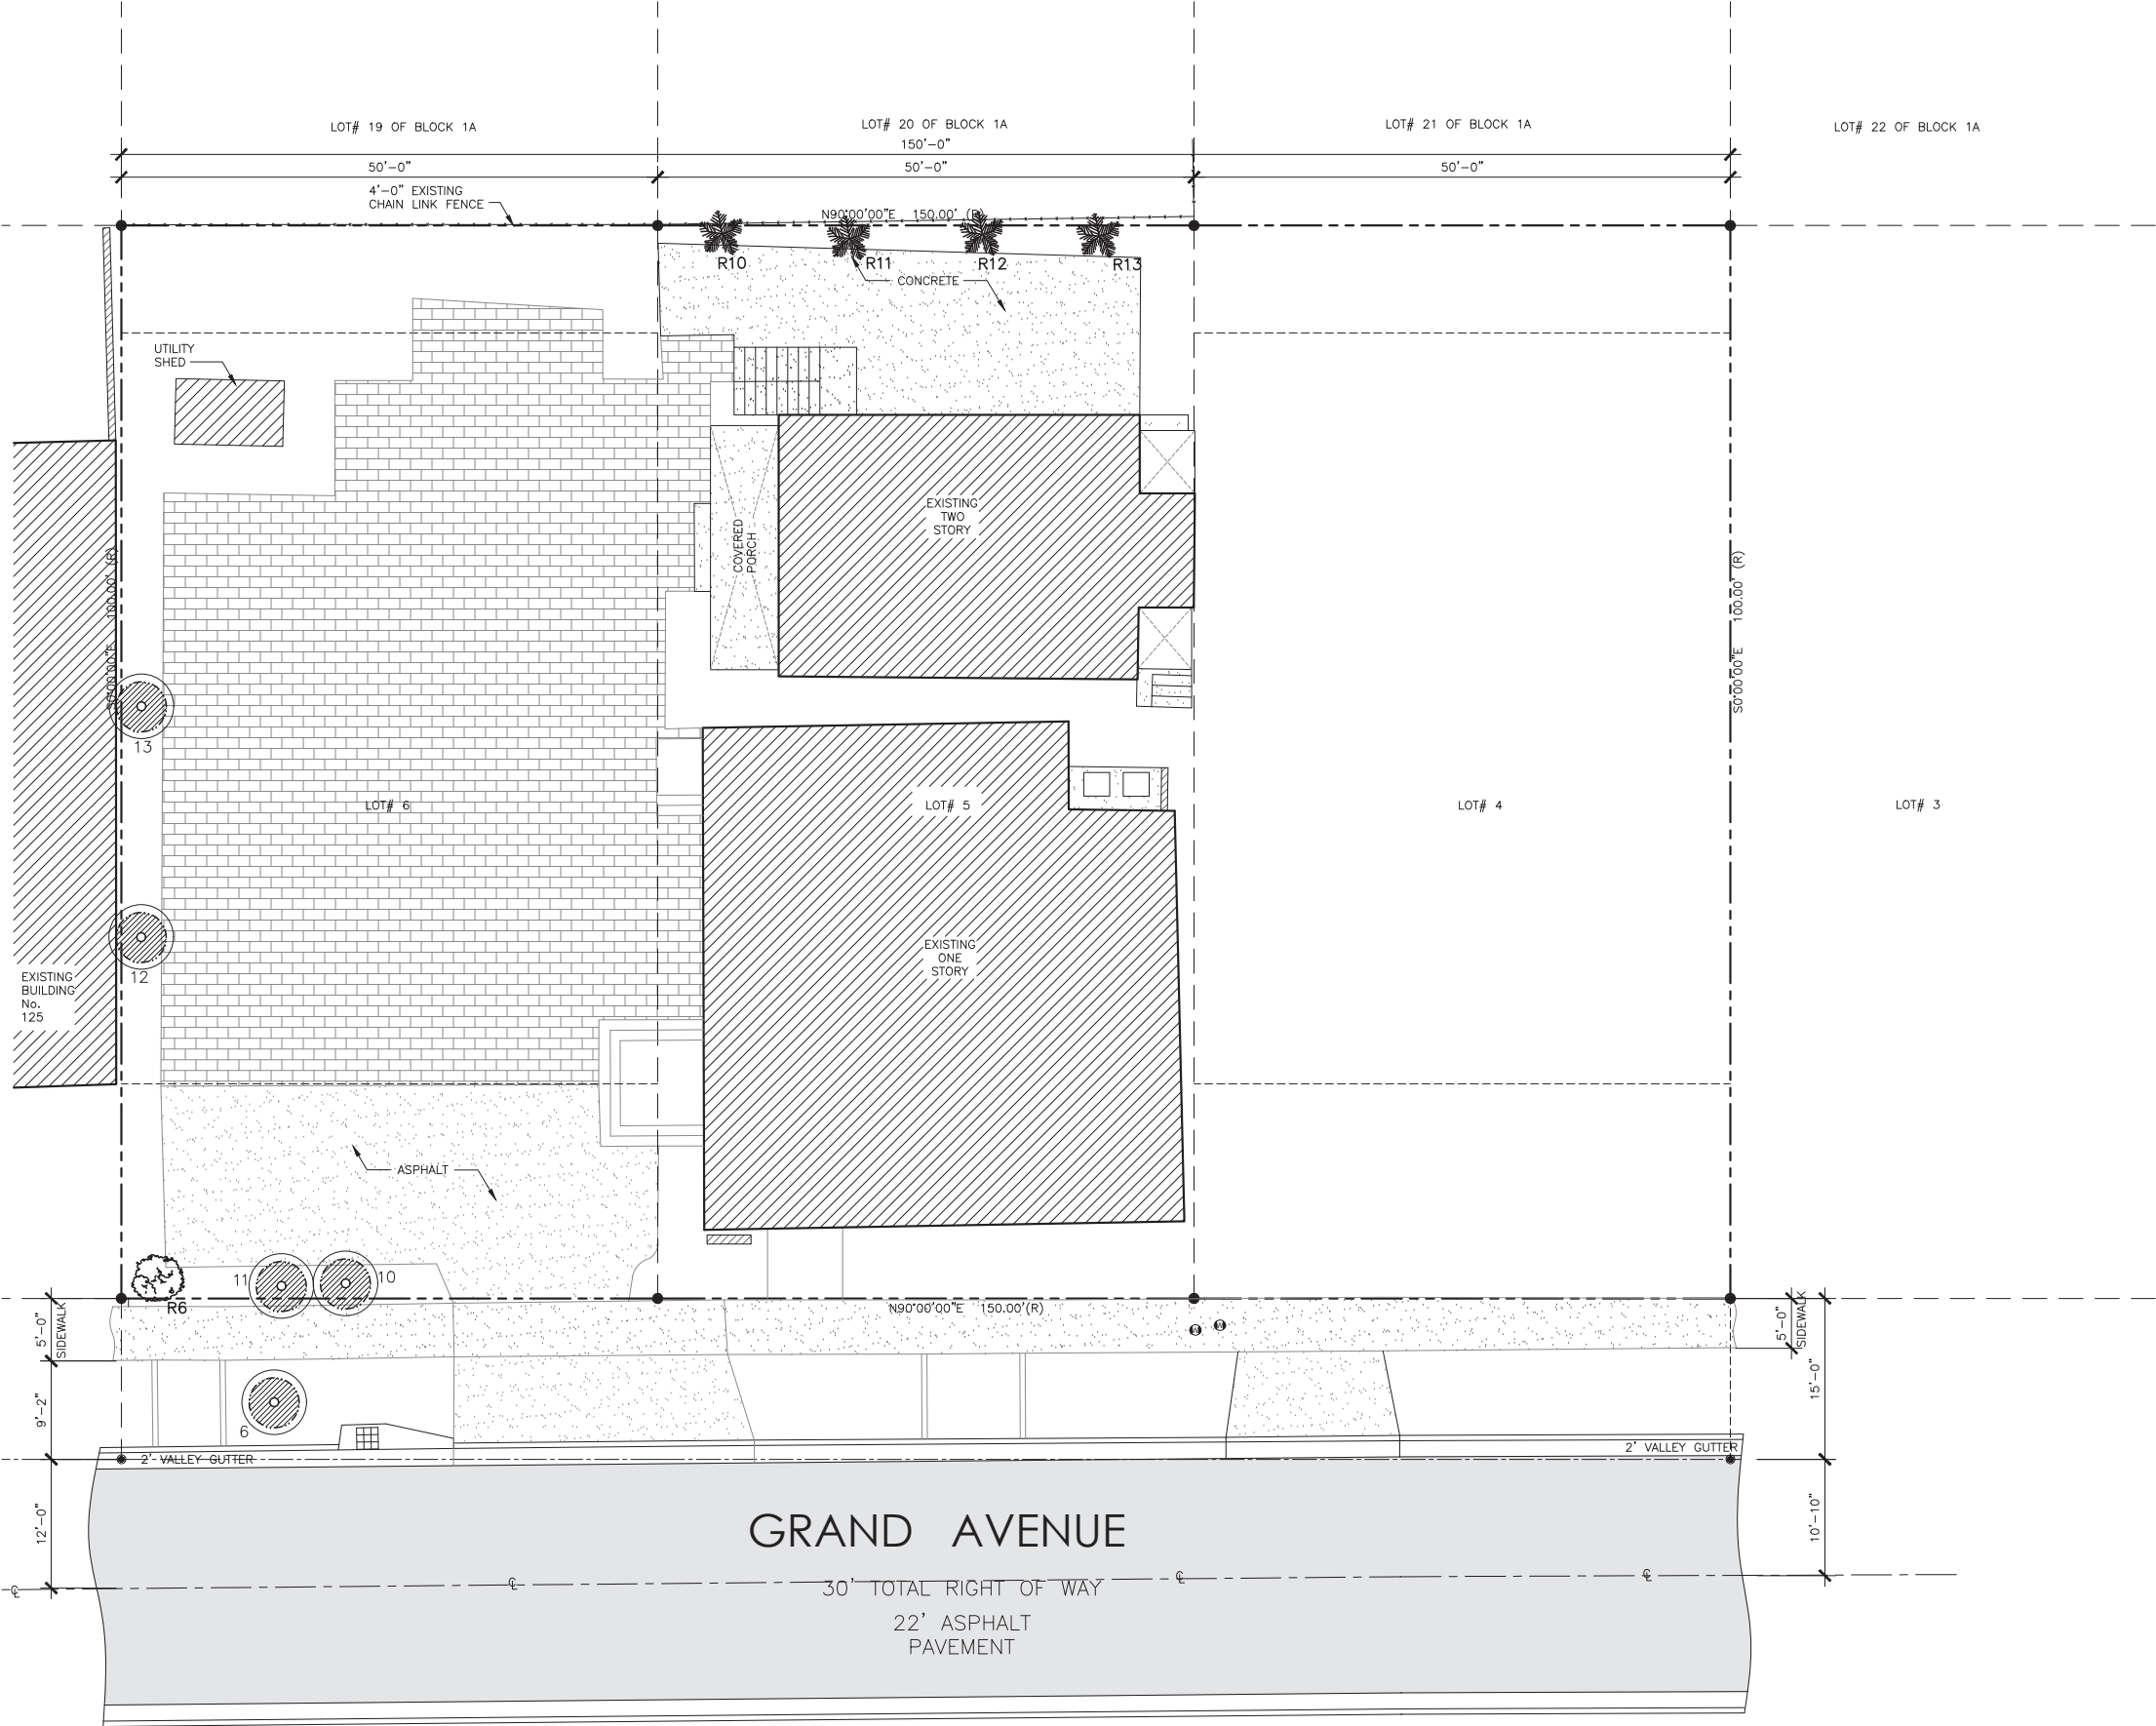 LOT# 19 OF BLOCK 1A
LOT# 20 OF BLOCK 1A
LOT# 21 OF BLOCK 1A
LOT# 22 OF BLOCK 1A
150'-0"
50'-0"
50'-0"
50'-0"
4'-0" EXISTING
CHAIN LINK FENCE
N90°00'00"E 150.00' (R)
R10
R11
R12
R13
CONCRETE
UTILITY
SHED
EXISTING
TWO
STORY
COVERED
PORCH
S0°00'00"E 100.00' (R)
S0°00'00"E 100.00' (R)
13
LOT# 6
LOT# 5
LOT# 4
LOT# 3
12
EXISTING
BUILDING
No.
125
EXISTING
ONE
STORY
ASPHALT
11
10
R6
N90°00'00"E 150.00'(R)
5'-0"
SIDEWALK
5'-0"
SIDEWALK
W
W
9'-2"
15'-0"
6
2' VALLEY GUTTER
2' VALLEY GUTTER
12'-0"
10'-10"
GRAND AVENUE
℄
℄
℄
℄
30' TOTAL RIGHT OF WAY
22' ASPHALT
PAVEMENT